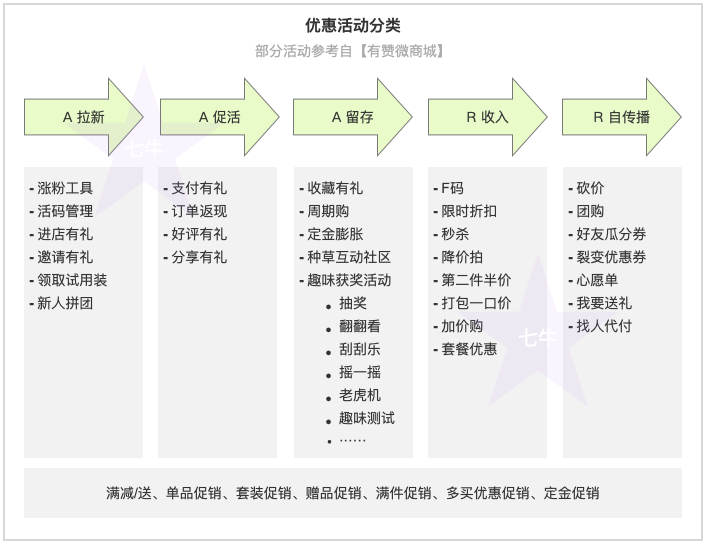 优惠活动分类
部分活动参考自【有赞微商城】
A 拉新
A 促活
A 留存
R 收入
R 自传播
- 涨粉工具
- 活码管理
- 进店有礼
- 邀请有礼
- 领取试用装
- 新人拼团
- 支付有礼
- 订单返现
- 好评有礼
- 分享有礼
- 收藏有礼
- 周期购
- 定金膨胀
- 种草互动社区
- 趣味获奖活动
• 抽奖
• 翻翻看
• 刮刮乐
• 摇一摇
• 老虎机
• 趣味测试
• ……
- F码
- 限时折扣
- 秒杀
- 降价拍
- 第二件半价
- 打包一口价
- 加价购
- 套餐优惠
- 砍价
- 团购
- 好友瓜分券
- 裂变优惠券
- 心愿单
- 我要送礼
- 找人代付
满减/送、单品促销、套装促销、赠品促销、满件促销、多买优惠促销、定金促销
七牛
七牛